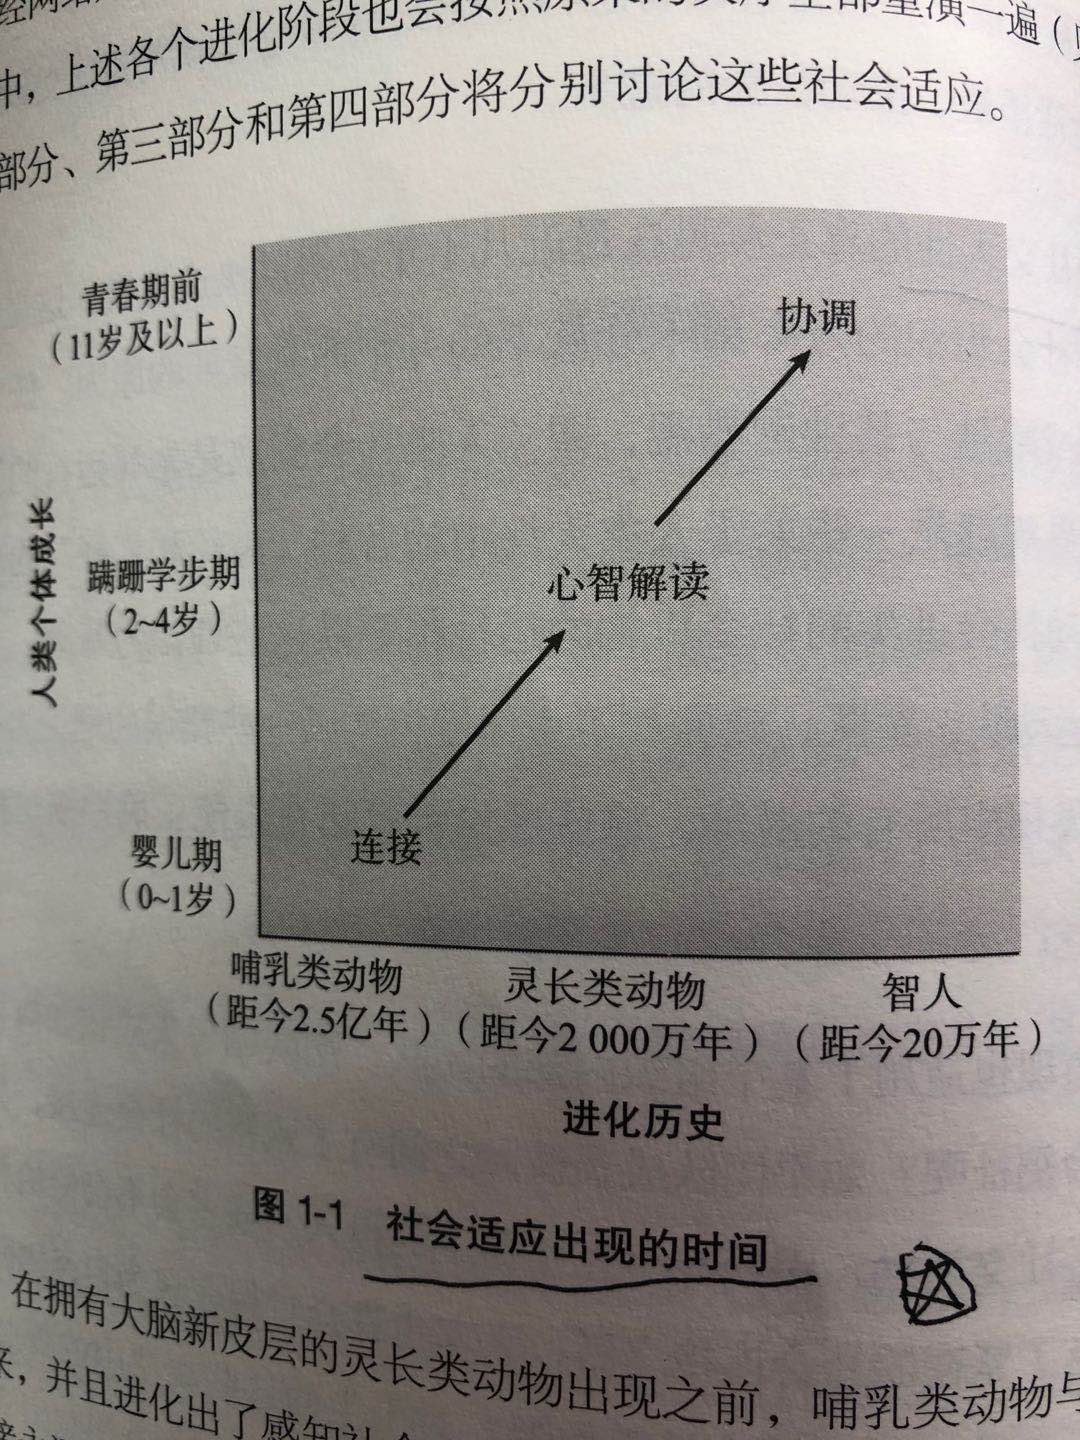 中，上述各个进化阶段也会按照原来的
演一遍（
部分、第三部分和第四部分将分别讨论这些社会适应。
青春期前
（11岁及以上）
协调
人类个体成长
蹒跚学步期
（2~4岁）
心智解读
婴儿期
（0~1岁）
连接
哺乳类动物 灵长类动物 智人
（距今2.5亿年）（距今2 000万年）（距今20万年）
进化历史
图 1-1 社会适应出现的时间
在拥有大脑新皮层的灵长类动物出现之前，哺乳类动物与
来，并且进化出了感知社会